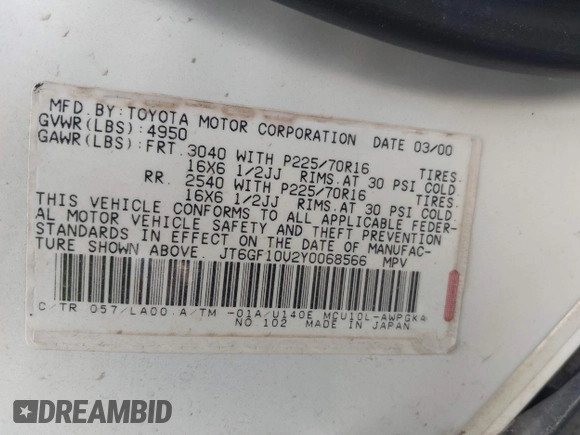 MFD.BY:TOYOTA MOTOR CORPORATION DATE 03/00
GVWR(LBS):4950
GAWR(LBS):FRT. 3040 WITH P225/70R16 TIRES.
16X6 1/2JJ RIMS.AT 30 PSI COLD.
RR. 2540 WITH P225/70R16 TIRES.
16X6 1/2JJ RIMS.AT 30 PSI COLD.
THIS VEHICLE CONFORMS TO ALL APPLICABLE FEDER-
AL MOTOR VEHICLE SAFETY AND THEFT PREVENTION
STANDARDS IN EFFECT ON THE DATE OF MANUFAC-
TURE SHOWN ABOVE. JT6GF10U2Y0068566 MPV
C/TR 057/LA00 A/TM -01A/U140E MCU10L-AWPGKA
NO 102 MADE IN JAPAN
DREAMBID